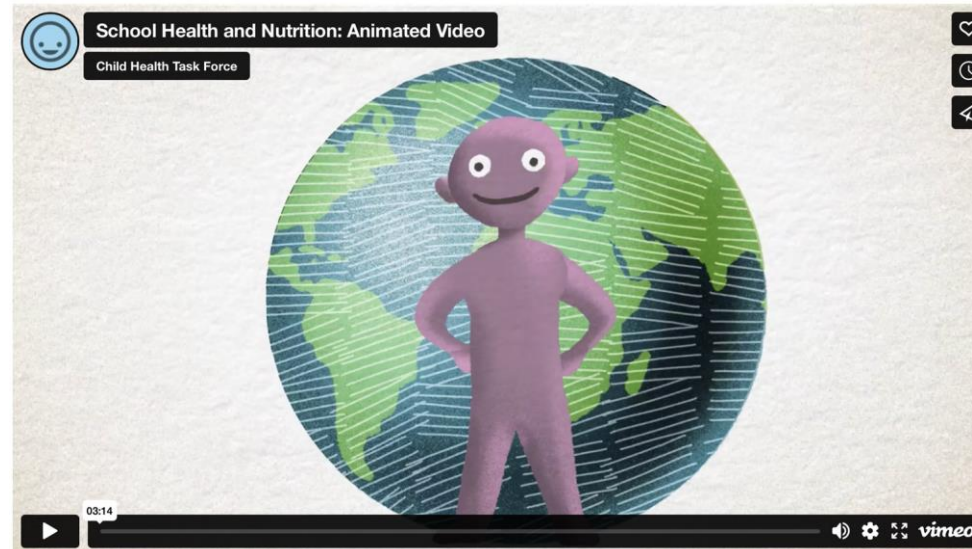 School Health and Nutrition: Animated Video
Child Health Task Force
03:14
vimeo